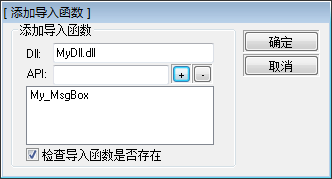 [ 添加导入函数 ]
添加导入函数
Dll: MyDll.dll
确定
API: + -
取消
My_MsgBox
检查导入函数是否存在